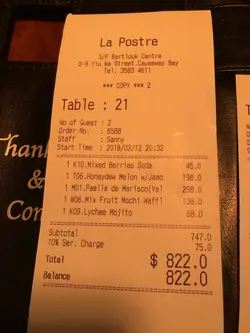 La Postre
3/F Bartlouk Centre
3-9 Yiu Wa Street,Causeway Bay
Tel: 3583 4611
*** COPY *** 2
Table : 21
No of Guest : 2
Order No. : 6588
Staff : Sanny
Start Time : 2019/02/12 20:32
1 K10.Mixed Berries Soda 45.0
1 T06.Honeydew Melon w/Jamo 198.0
1 M01.Paella de Marisco(Vel 298.0
1 W06.Mix Fruit Mochi Waffl 138.0
1 K09.Lychee Mojito 68.0
Subtotal 747.0
10% Ser. Charge 75.0
Total $ 822.0
Balance 822.0
Thank
&
Com